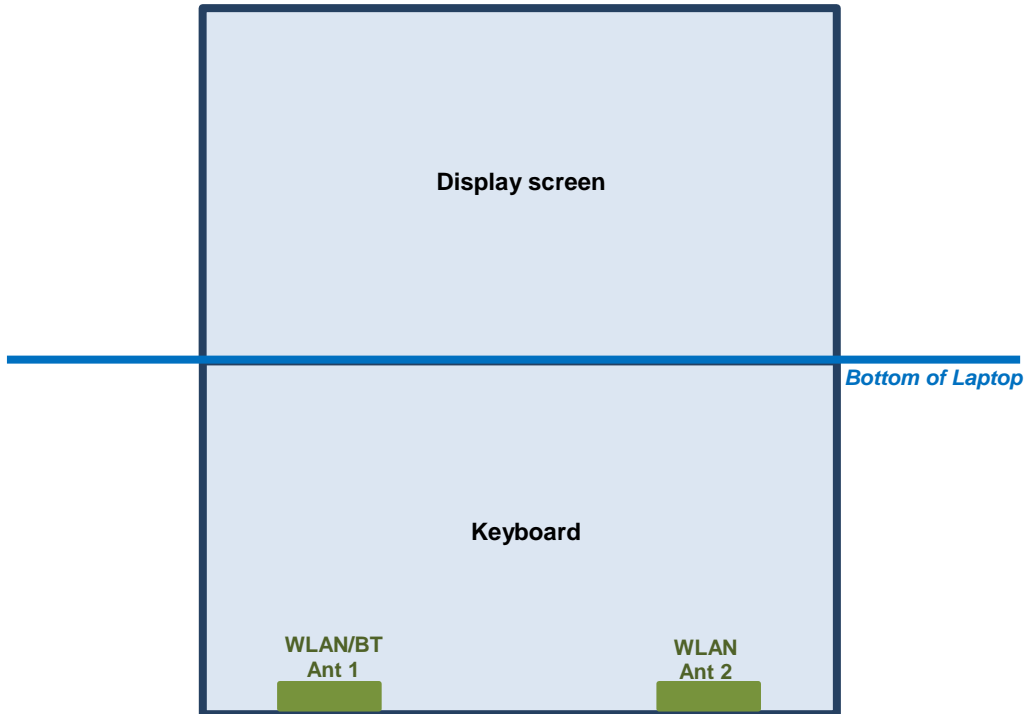 Display screen
Bottom of Laptop
Keyboard
WLAN/BT
Ant 1
WLAN
Ant 2